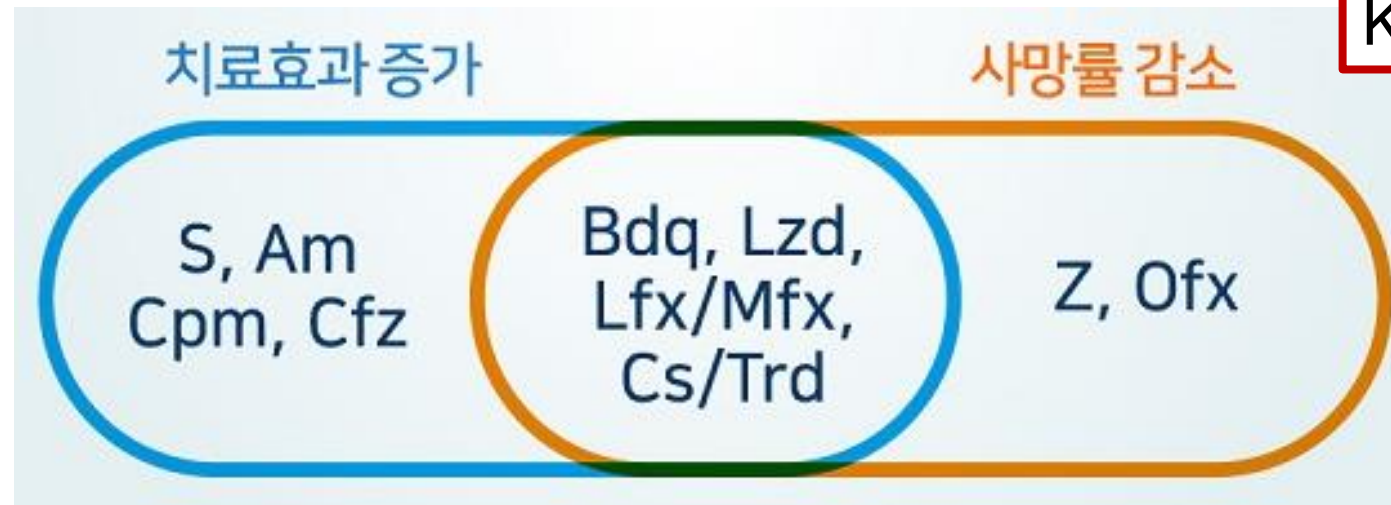 치료효과 증가
사망률 감소
S, Am
Cpm, Cfz
Bdq, Lzd,
Lfx/Mfx,
Cs/Trd
Z, Ofx